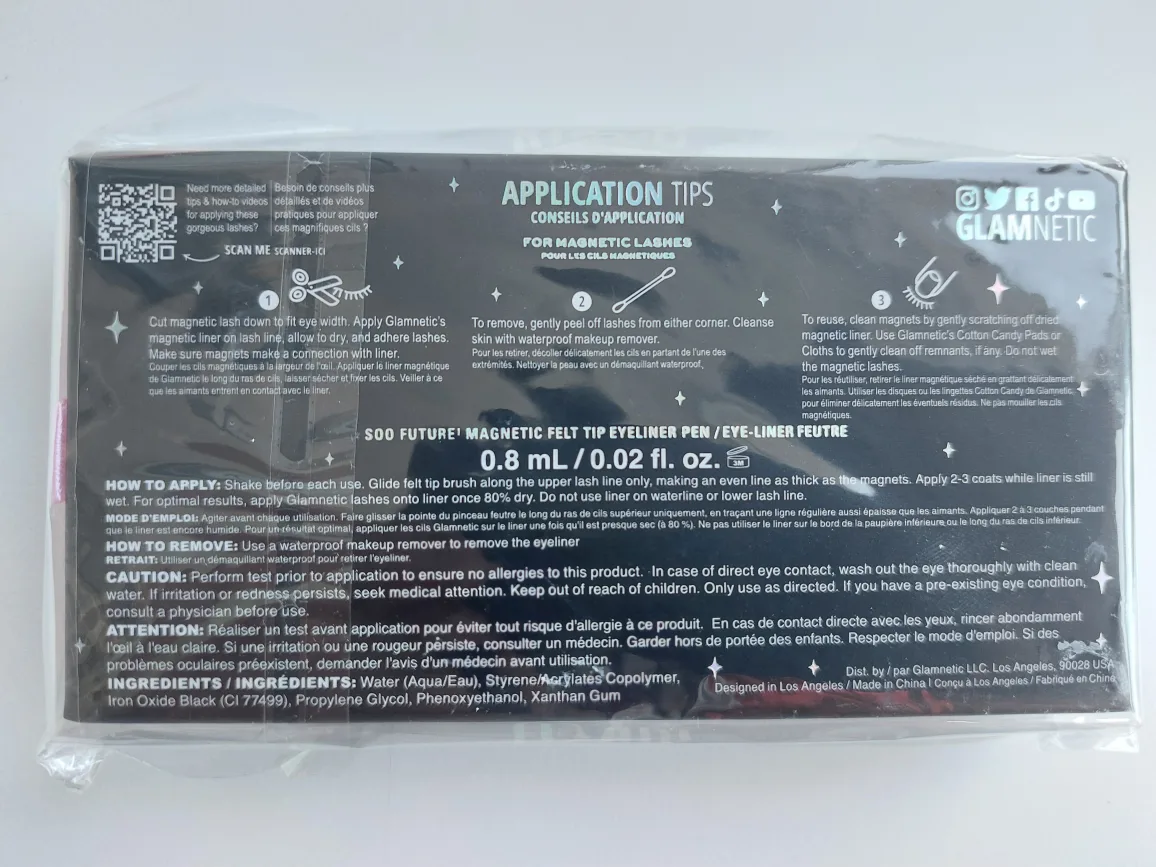 Need more detailed
tips & how-to videos
for applying these
gorgeous lashes?
Besoin de conseils plus
détaillés et de vidéos
pratiques pour appliquer
ces magnifiques cils ?
SCAN ME SCANNER-ICI
APPLICATION TIPS
CONSEILS D'APPLICATION
FOR MAGNETIC LASHES
POUR LES CILS MAGNETIQUES
GLAMNETIC
1
Cut magnetic lash down to fit eye width. Apply Glamnetic's
magnetic liner on lash line, allow to dry, and adhere lashes.
Make sure magnets make a connection with liner.
Couper les cils magnétiques à la largeur de l'œil. Appliquer le liner magnétique
de Glamnetic le long du ras de cils, laisser sécher et fixer les cils. Veiller à ce
que les aimants entrent en contact avec le liner.
2
To remove, gently peel off lashes from either corner. Cleanse
skin with waterproof makeup remover.
Pour les retirer, décoller délicatement les cils en partant de l'une des
extrémités. Nettoyer la peau avec un démaquillant waterproof.
3
To reuse, clean magnets by gently scratching off dried
magnetic liner. Use Glamnetic's Cotton Candy Pads or
Cloths to gently clean off remnants, if any. Do not wet
the magnetic lashes.
Pour les réutiliser, retirer le liner magnétique séché en grattant délicatement
les aimants. Utiliser les disques ou les lingettes Cotton Candy de Glamnetic
pour éliminer délicatement les éventuels résidus. Ne pas mouiller les cils
magnétiques.
SOO FUTURE! MAGNETIC FELT TIP EYELINER PEN / EYE-LINER FEUTRE
0.8 mL / 0.02 fl. oz. 3M
HOW TO APPLY: Shake before each use. Glide felt tip brush along the upper lash line only, making an even line as thick as the magnets. Apply 2-3 coats while liner is still
wet. For optimal results, apply Glamnetic lashes onto liner once 80% dry. Do not use liner on waterline or lower lash line.
MODE D'EMPLOI: Agiter avant chaque utilisation. Faire glisser la pointe du pinceau feutre le long du ras de cils supérieur uniquement, en traçant une ligne régulière aussi épaisse que les aimants. Appliquer 2 à 3 couches pendant
que le liner est encore humide. Pour un résultat optimal, appliquer les cils Glamnetic sur le liner une fois qu'il est presque sec (à 80 %). Ne pas utiliser le liner sur le bord de la paupière inférieure ou le long du ras de cils inférieur.
HOW TO REMOVE: Use a waterproof makeup remover to remove the eyeliner
RETRAIT: Utiliser un démaquillant waterproof pour retirer l'eyeliner.
CAUTION: Perform test prior to application to ensure no allergies to this product. In case of direct eye contact, wash out the eye thoroughly with clean
water. If irritation or redness persists, seek medical attention. Keep out of reach of children. Only use as directed. If you have a pre-existing eye condition,
consult a physician before use.
ATTENTION: Réaliser un test avant application pour éviter tout risque d'allergie à ce produit. En cas de contact directe avec les yeux, rincer abondamment
l'œil à l'eau claire. Si une irritation ou une rougeur persiste, consulter un médecin. Garder hors de portée des enfants. Respecter le mode d'emploi. Si des
problèmes oculaires préexistent, demander l'avis d'un médecin avant utilisation.
INGREDIENTS / INGRÉDIENTS: Water (Aqua/Eau), Styrene/Acrylates Copolymer,
Iron Oxide Black (CI 77499), Propylene Glycol, Phenoxyethanol, Xanthan Gum
Dist. by / par Glamnetic LLC. Los Angeles, 90028 USA
Designed in Los Angeles / Made in China | Conçu à Los Angeles / Fabriqué en Chine